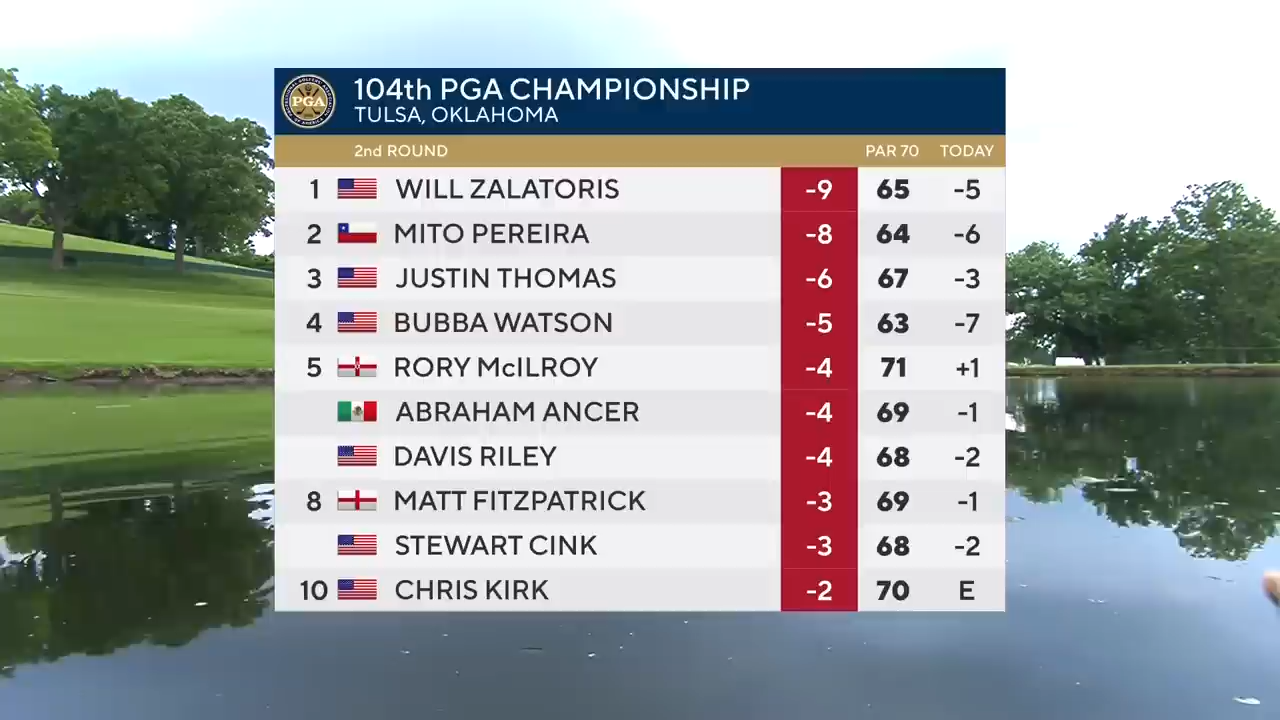 PGA
104th PGA CHAMPIONSHIP
TULSA, OKLAHOMA
2nd ROUND PAR 70 TODAY
1 WILL ZALATORIS -9 65 -5
2 MITO PEREIRA -8 64 -6
3 JUSTIN THOMAS -6 67 -3
4 BUBBA WATSON -5 63 -7
5 RORY McILROY -4 71 +1
ABRAHAM ANCER -4 69 -1
DAVIS RILEY -4 68 -2
8 MATT FITZPATRICK -3 69 -1
STEWART CINK -3 68 -2
10 CHRIS KIRK -2 70 E